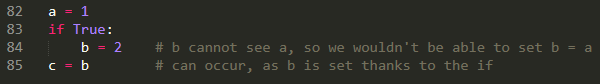 82 a = 1
83 if True:
84     b = 2    # b cannot see a, so we wouldn't be able to set b = a
85 c = b        # can occur, as b is set thanks to the if